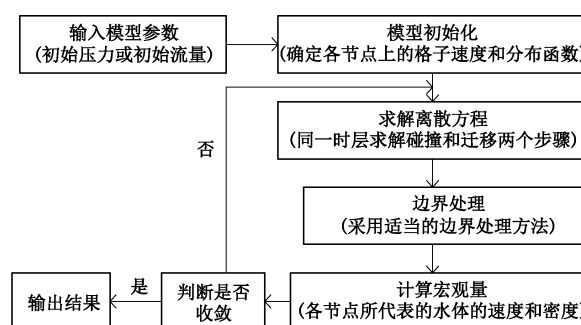 输入模型参数
(初始压力或初始流量)
模型初始化
(确定各节点上的格子速度和分布函数)
求解离散方程
(同一时层求解碰撞和迁移两个步骤)
否
边界处理
(采用适当的边界处理方法)
计算宏观量
(各节点所代表的水体的速度和密度)
判断是否
收敛
是
输出结果